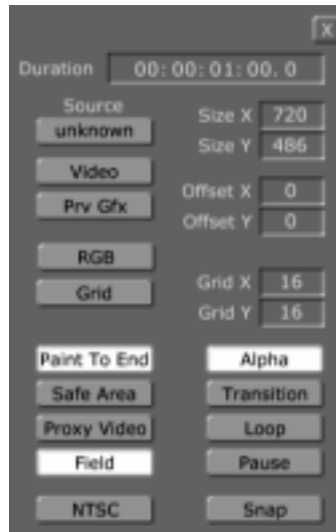 X
Duration 00:00:01:00.0
Source
unknown
Size X 720
Size Y 486
Video
Prv Gfx
Offset X 0
Offset Y 0
RGB
Grid
Grid X 16
Grid Y 16
Paint To End Alpha
Safe Area Transition
Proxy Video Loop
Field Pause
NTSC Snap